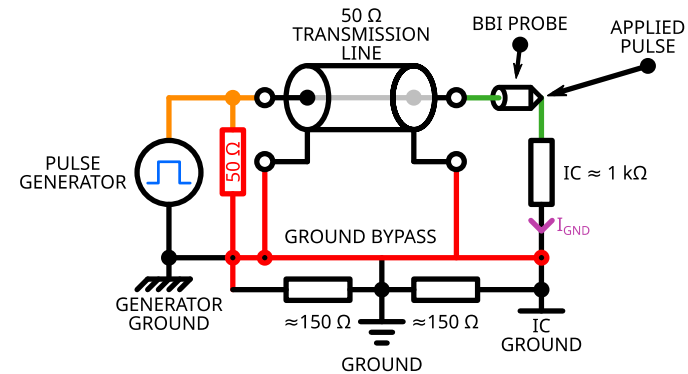 50 Ω
TRANSMISSION
LINE
BBI PROBE
APPLIED
PULSE
PULSE
GENERATOR
50 Ω
IC ≈ 1 kΩ
I_GND
GROUND BYPASS
GENERATOR
GROUND
≈150 Ω
≈150 Ω
IC
GROUND
GROUND